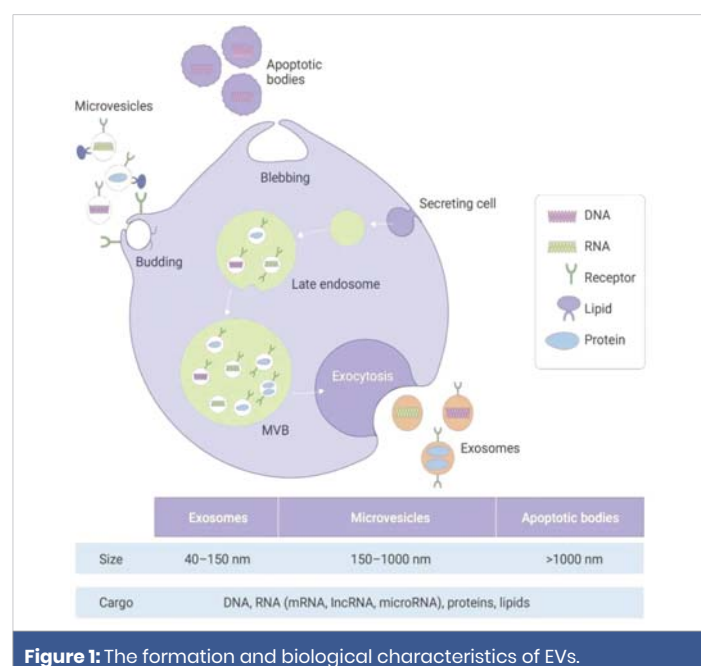 Apoptotic
bodies
Microvesicles
Blebbing
Secreting cell
Budding
Late endosome
Exocytosis
MVB
Exosomes
DNA
RNA
Receptor
Lipid
Protein
Exosomes Microvesicles Apoptotic bodies
Size 40–150 nm 150–1000 nm >1000 nm
Cargo DNA, RNA (mRNA, lncRNA, microRNA), proteins, lipids
Figure 1: The formation and biological characteristics of EVs.